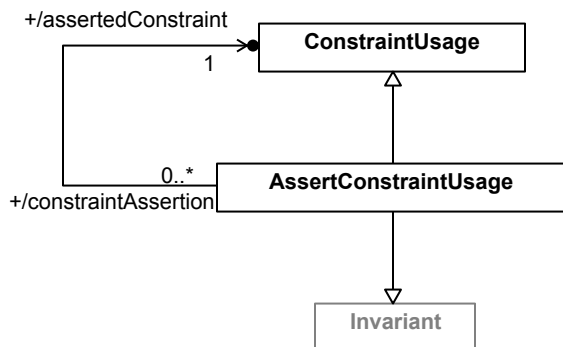 +/assertedConstraint
ConstraintUsage
1
0..*
AssertConstraintUsage
+/constraintAssertion
Invariant